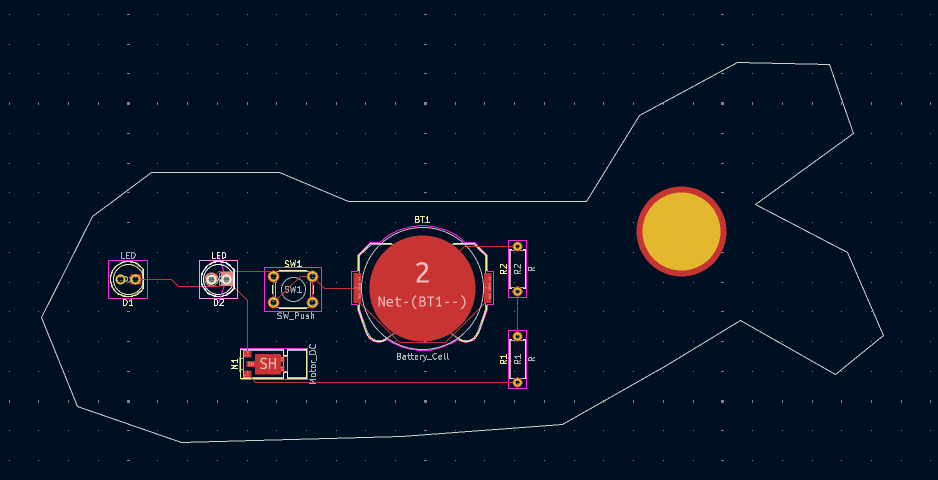 BT1
LED
LED
SW1
2
Net-(BT1--)
R2
R2
R
SW1
D1
D2
SW_Push
Battery_Cell
R1
R1
R
M1
SH
Motor_DC